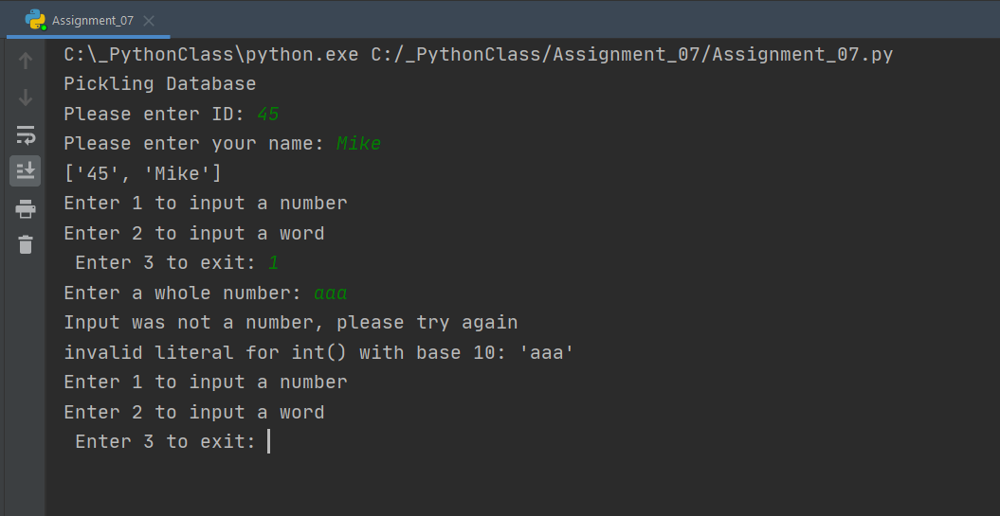 Assignment_07
C:\_PythonClass\python.exe C:/_PythonClass/Assignment_07/Assignment_07.py
Pickling Database
Please enter ID: 45
Please enter your name: Mike
['45', 'Mike']
Enter 1 to input a number
Enter 2 to input a word
 Enter 3 to exit: 1
Enter a whole number: aaa
Input was not a number, please try again
invalid literal for int() with base 10: 'aaa'
Enter 1 to input a number
Enter 2 to input a word
 Enter 3 to exit: